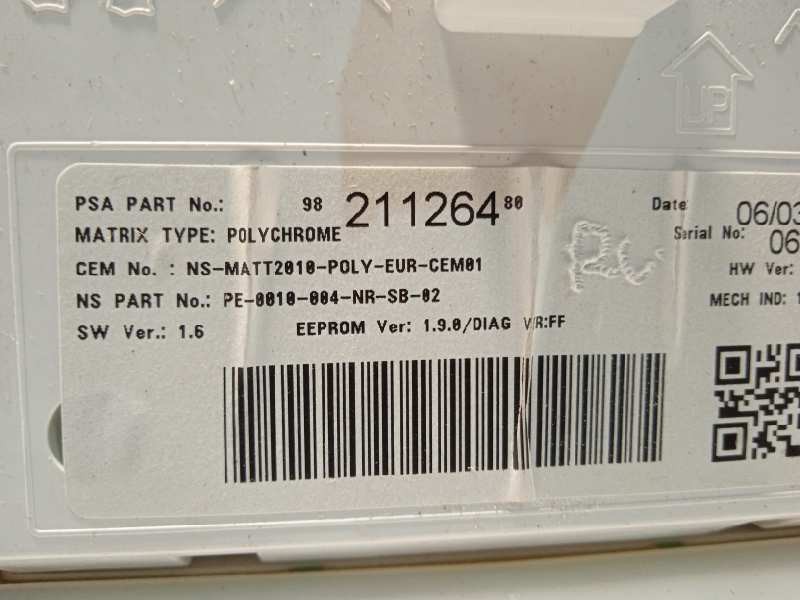 UP
PSA PART No.: 98 211264 80 Date: 06/03
MATRIX TYPE: POLYCHROME Serial No: 06
CEM No.: NS-MATT2010-POLY-EUR-CEM01 HW Ver:
NS PART No.: PE-0010-004-NR-SB-02 MECH IND: 1
SW Ver.: 1.6 EEPROM Ver: 1.9.0/DIAG V/R:FF